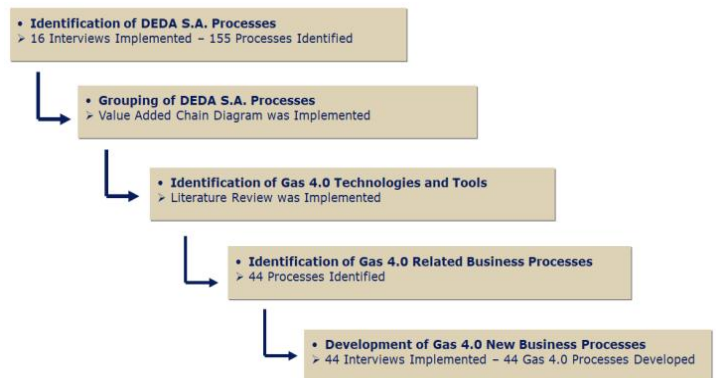 • Identification of DEDA S.A. Processes
➢ 16 Interviews Implemented – 155 Processes Identified
• Grouping of DEDA S.A. Processes
➢ Value Added Chain Diagram was Implemented
• Identification of Gas 4.0 Technologies and Tools
➢ Literature Review was Implemented
• Identification of Gas 4.0 Related Business Processes
➢ 44 Processes Identified
• Development of Gas 4.0 New Business Processes
➢ 44 Interviews Implemented – 44 Gas 4.0 Processes Developed